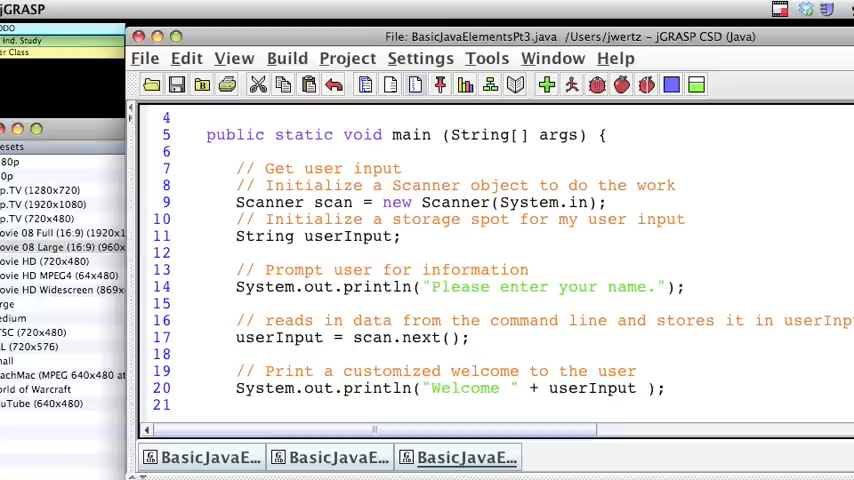 jGRASP
ODO
Ind. Study
er Class
File: BasicJavaElementsPt3.java /Users/jwertz - jGRASP CSD (Java)
File Edit View Build Project Settings Tools Window Help
4
5 public static void main (String[] args) {
6
7 // Get user input
8 // Initialize a Scanner object to do the work
9 Scanner scan = new Scanner(System.in);
10 // Initialize a storage spot for my user input
11 String userInput;
12
13 // Prompt user for information
14 System.out.println("Please enter your name.");
15
16 // reads in data from the command line and stores it in userInpu
17 userInput = scan.next();
18
19 // Print a customized welcome to the user
20 System.out.println("Welcome " + userInput );
21
esets
80p
0p
p.TV (1280x720)
p.TV (1920x1080)
p.TV (720x480)
ovie 08 Full (16:9) (1920x1
ovie 08 Large (16:9) (960x
ovie HD (720x480)
ovie HD MPEG4 (64x480)
ovie HD Widescreen (869x
rge
edium
TSC (720x480)
L (720x576)
mall
eachMac (MPEG 640x480 at
orld of Warcraft
uTube (640x480)
BasicJavaE... BasicJavaE... BasicJavaE...